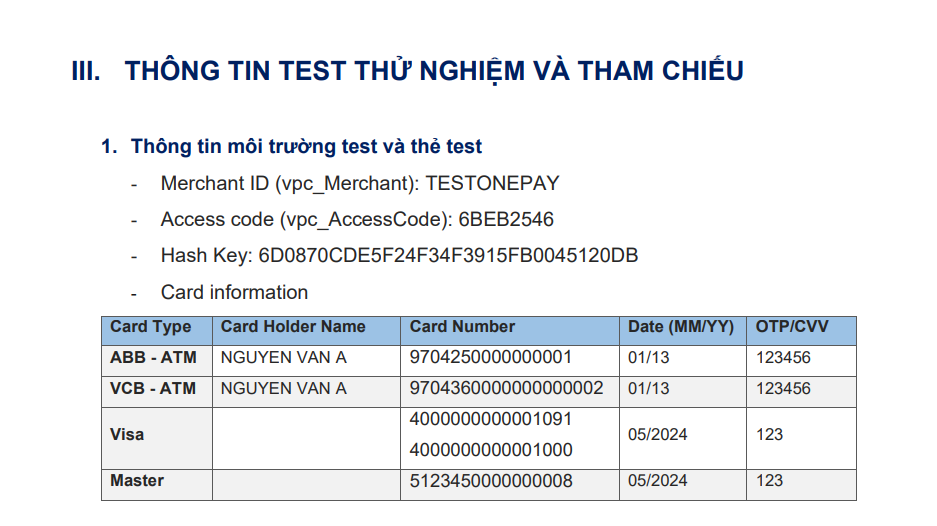 III. THÔNG TIN TEST THỬ NGHIỆM VÀ THAM CHIẾU
1. Thông tin môi trường test và thẻ test
- Merchant ID (vpc_Merchant): TESTONEPAY
- Access code (vpc_AccessCode): 6BEB2546
- Hash Key: 6D0870CDE5F24F34F3915FB0045120DB
- Card information
Card Type Card Holder Name Card Number Date (MM/YY) OTP/CVV
ABB - ATM NGUYEN VAN A 9704250000000001 01/13 123456
VCB - ATM NGUYEN VAN A 9704360000000000002 01/13 123456
Visa 4000000000001091 05/2024 123
4000000000001000
Master 5123450000000008 05/2024 123